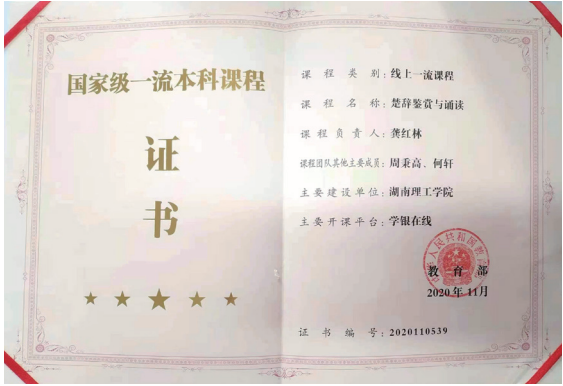 国家级一流本科课程
证
书
课程类别:线上一流课程
课程名称:楚辞鉴赏与诵读
课程负责人:龚红林
课程团队其他主要成员:周秉高、何轩
主要建设单位:湖南理工学院
主要开课平台:学银在线
教育部
2020年11月
证书编号:2020110539